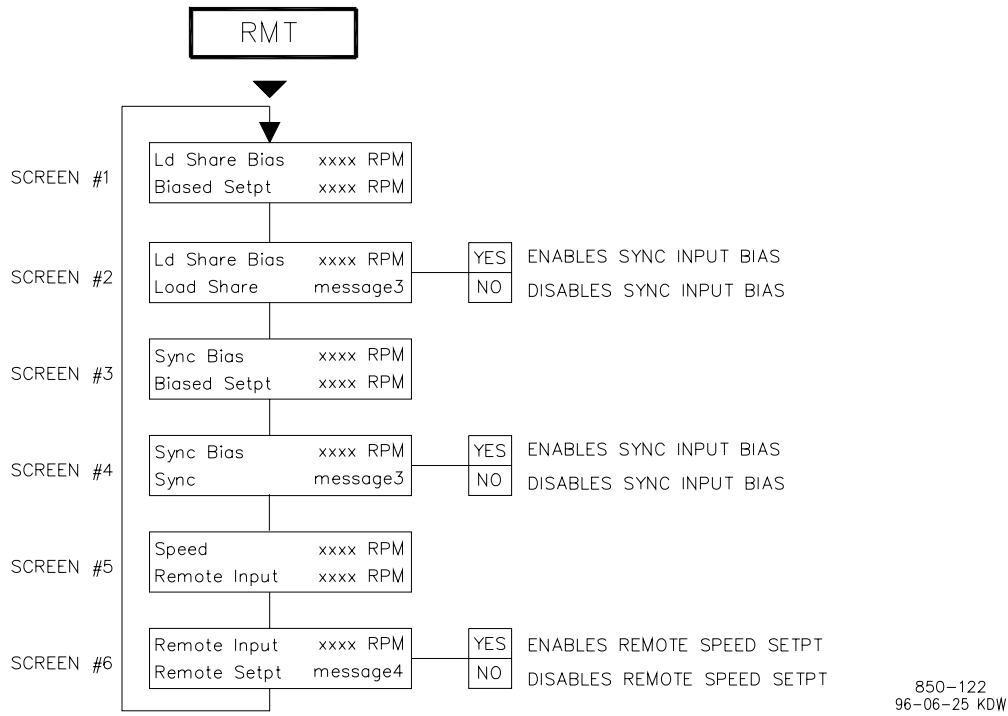 RMT
SCREEN #1
Ld Share Bias xxxx RPM
Biased Setpt xxxx RPM
SCREEN #2
Ld Share Bias xxxx RPM
Load Share message3
YES ENABLES SYNC INPUT BIAS
NO DISABLES SYNC INPUT BIAS
SCREEN #3
Sync Bias xxxx RPM
Biased Setpt xxxx RPM
SCREEN #4
Sync Bias xxxx RPM
Sync message3
YES ENABLES SYNC INPUT BIAS
NO DISABLES SYNC INPUT BIAS
SCREEN #5
Speed xxxx RPM
Remote Input xxxx RPM
SCREEN #6
Remote Input xxxx RPM
Remote Setpt message4
YES ENABLES REMOTE SPEED SETPT
NO DISABLES REMOTE SPEED SETPT
850-122
96-06-25 KDW